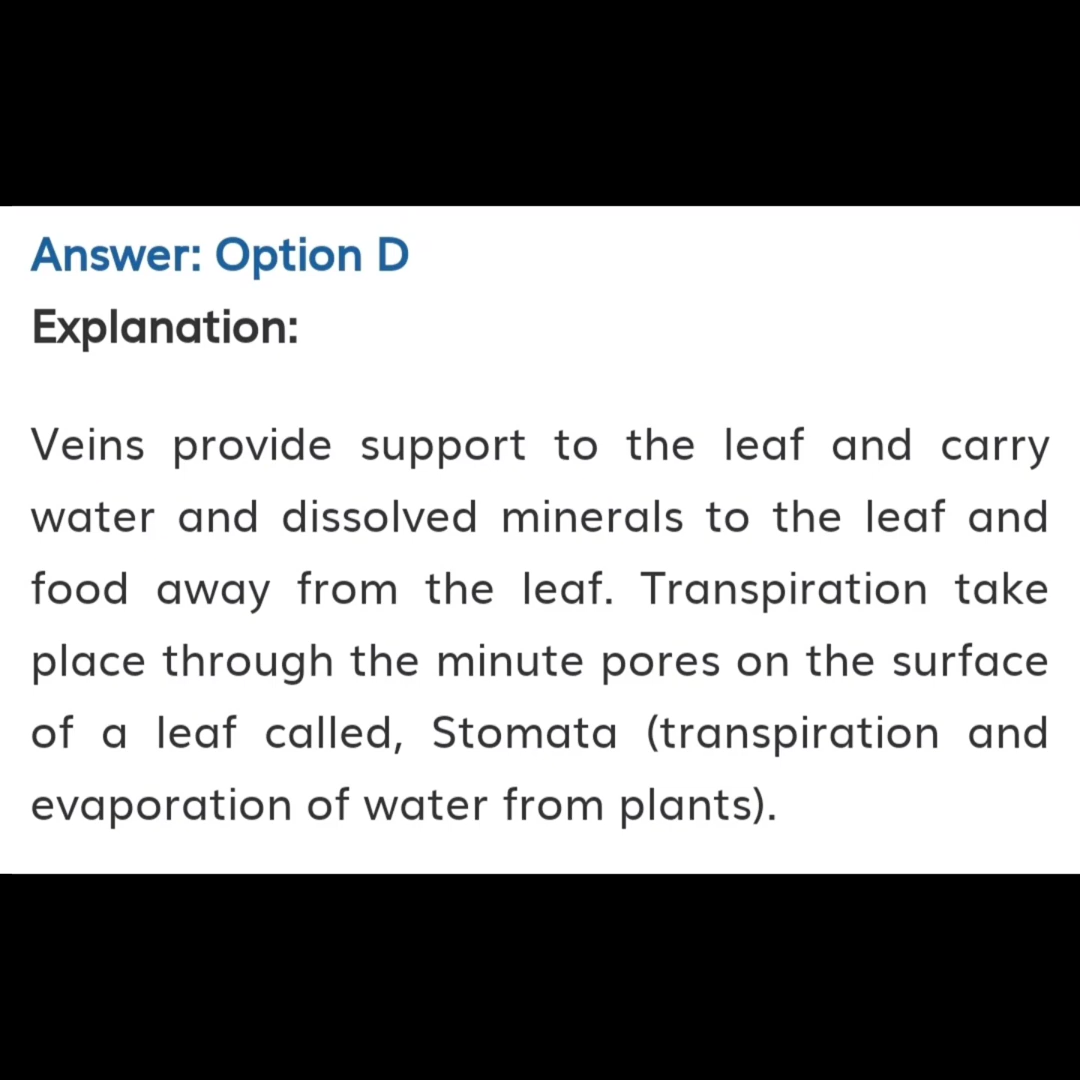 Answer: Option D
Explanation:
Veins provide support to the leaf and carry
water and dissolved minerals to the leaf and
food away from the leaf. Transpiration take
place through the minute pores on the surface
of a leaf called, Stomata (transpiration and
evaporation of water from plants).